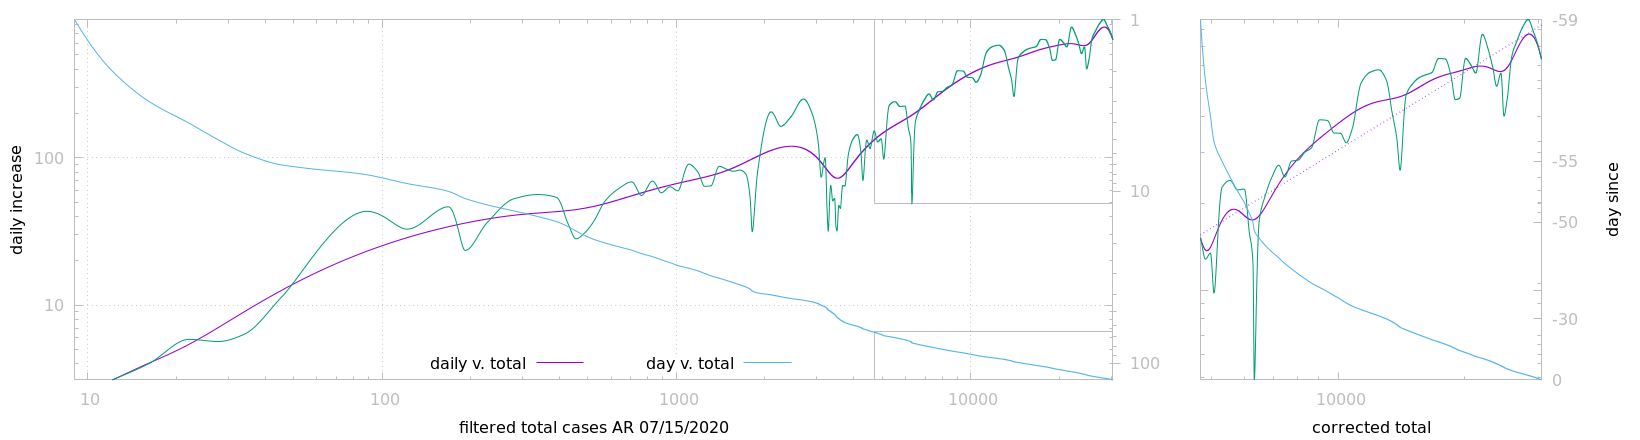 1
-59
100
-55
10
-50
10
-30
daily v. total
day v. total
100
0
10
100
1000
10000
10000
daily increase
day since
filtered total cases AR 07/15/2020
corrected total